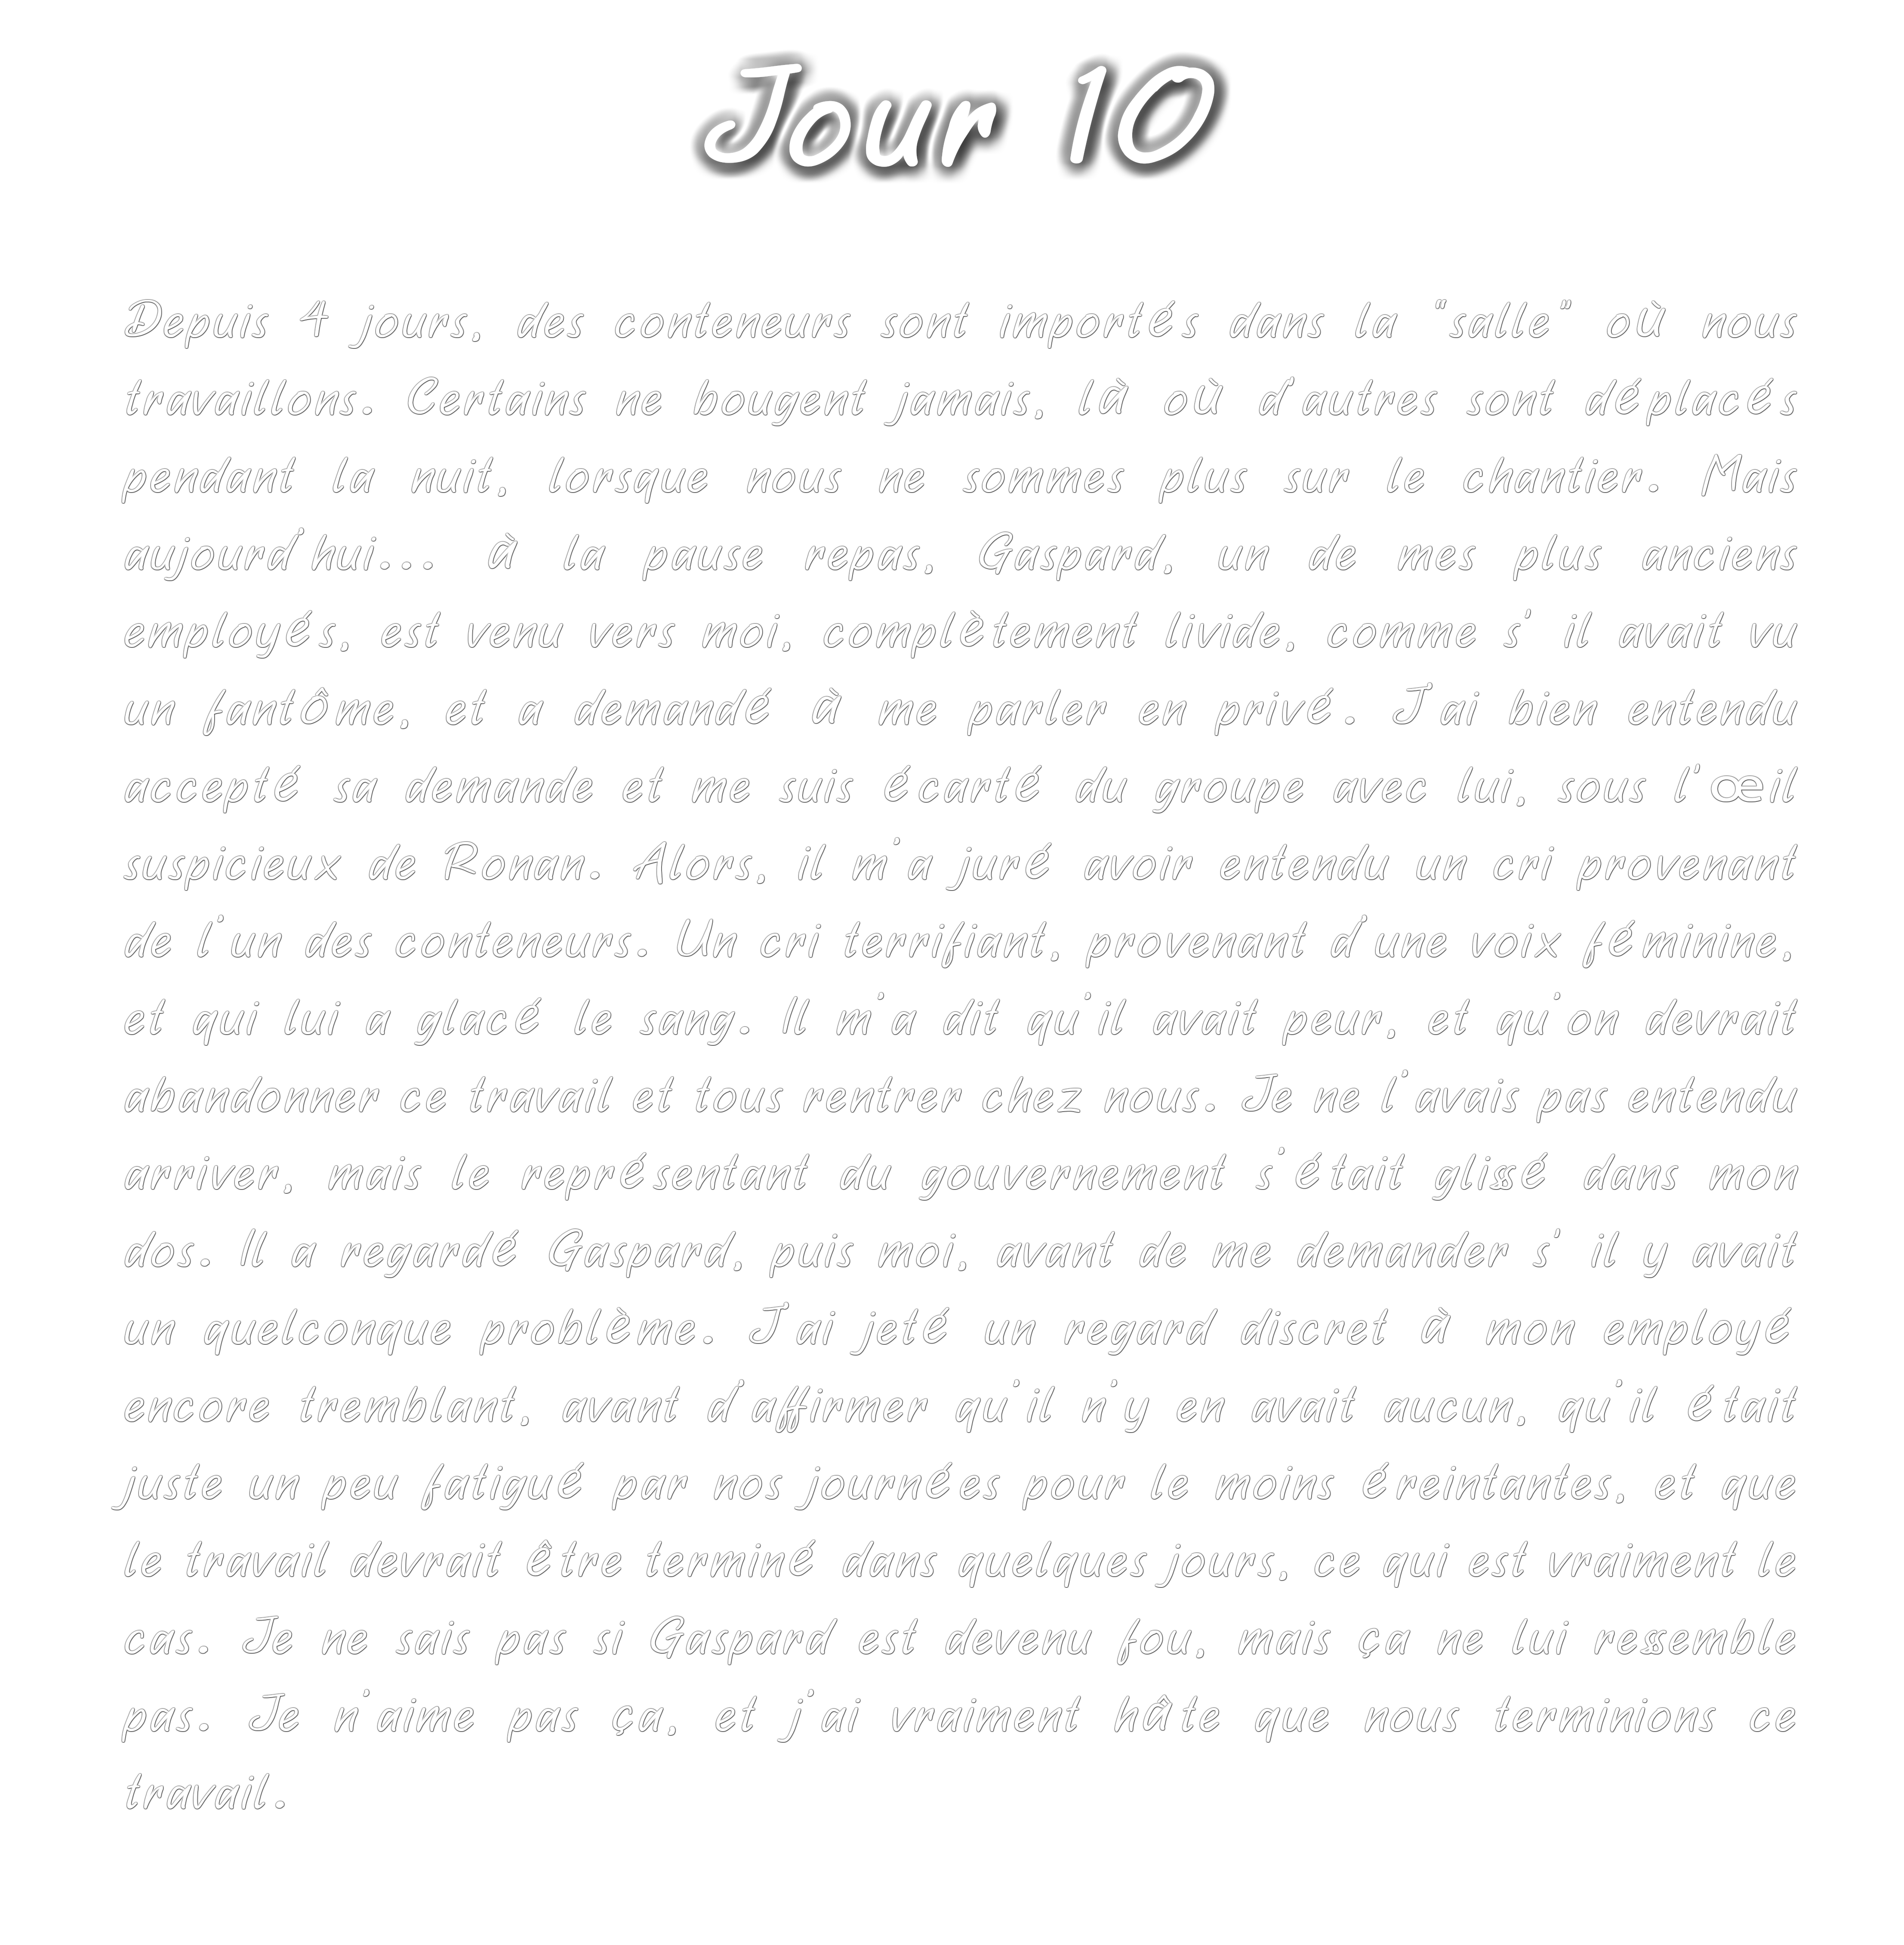 Jour 10
Depuis 4 jours, des conteneurs sont importés dans la "salle" où nous
travaillons. Certains ne bougent jamais, là où d'autres sont déplacés
pendant la nuit, lorsque nous ne sommes plus sur le chantier. Mais
aujourd'hui... à la pause repas, Gaspard, un de mes plus anciens
employés, est venu vers moi, complètement livide, comme s' il avait vu
un fantôme, et a demandé à me parler en privé. J'ai bien entendu
accepté sa demande et me suis écarté du groupe avec lui, sous l'œil
suspicieux de Ronan. Alors, il m'a juré avoir entendu un cri provenant
de l'un des conteneurs. Un cri terrifiant, provenant d'une voix féminine,
et qui lui a glacé le sang. Il m'a dit qu'il avait peur, et qu'on devrait
abandonner ce travail et tous rentrer chez nous. Je ne l'avais pas entendu
arriver, mais le représentant du gouvernement s'était glissé dans mon
dos. Il a regardé Gaspard, puis moi, avant de me demander s' il y avait
un quelconque problème. J'ai jeté un regard discret à mon employé
encore tremblant, avant d'affirmer qu'il n'y en avait aucun, qu'il était
juste un peu fatigué par nos journées pour le moins éreintantes, et que
le travail devrait être terminé dans quelques jours, ce qui est vraiment le
cas. Je ne sais pas si Gaspard est devenu fou, mais ça ne lui ressemble
pas. Je n'aime pas ça, et j'ai vraiment hâte que nous terminions ce
travail.